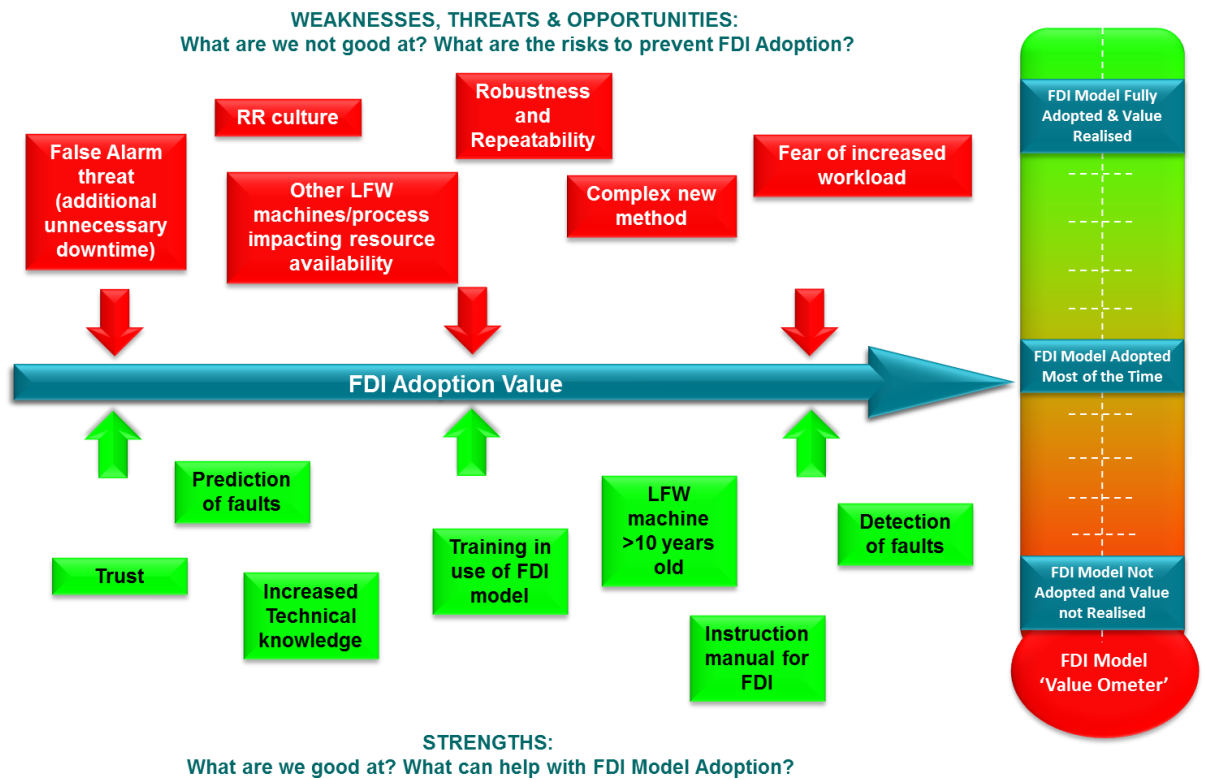 WEAKNESSES, THREATS & OPPORTUNITIES:
What are we not good at? What are the risks to prevent FDI Adoption?
False Alarm
threat
(additional
unnecessary
downtime)
RR culture
Other LFW
machines/process
impacting resource
availability
Robustness
and
Repeatability
Complex new
method
Fear of increased
workload
FDI Adoption Value
Trust
Prediction
of faults
Increased
Technical
knowledge
Training in
use of FDI
model
LFW
machine
>10 years
old
Instruction
manual for
FDI
Detection
of faults
STRENGTHS:
What are we good at? What can help with FDI Model Adoption?
FDI Model Fully
Adopted & Value
Realised
FDI Model Adopted
Most of the Time
FDI Model Not
Adopted and Value
not Realised
FDI Model
‘Value Ometer’